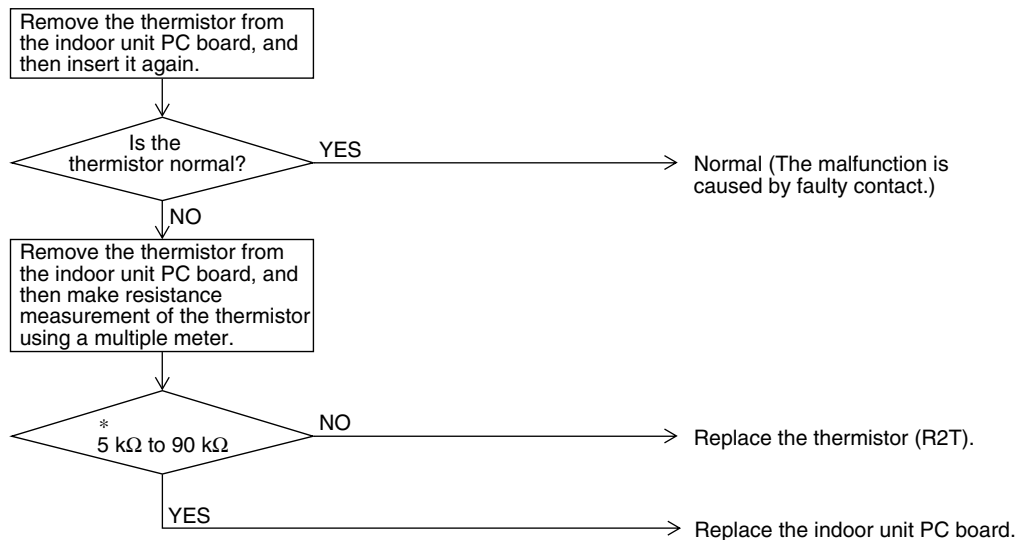 Remove the thermistor from
the indoor unit PC board, and
then insert it again.
Is the
thermistor normal?
YES
Normal (The malfunction is
caused by faulty contact.)
NO
Remove the thermistor from
the indoor unit PC board, and
then make resistance
measurement of the thermistor
using a multiple meter.
*
5 kΩ to 90 kΩ
NO
Replace the thermistor (R2T).
YES
Replace the indoor unit PC board.